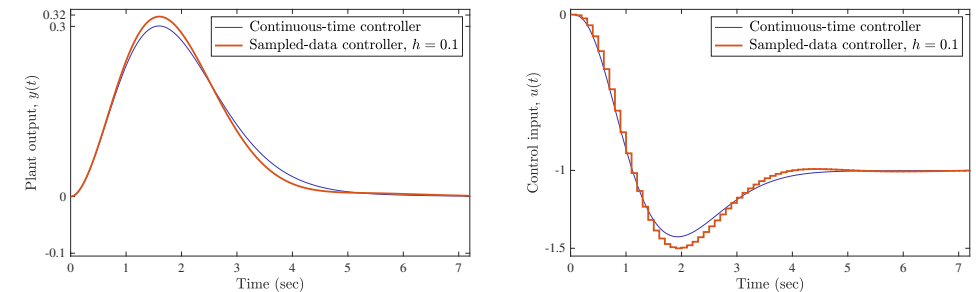 0.32
0.3
0
-0.1
Plant output, y(t)
Continuous-time controller
Sampled-data controller, h = 0.1
0 1 2 3 4 5 6 7
Time (sec)
0
-1
-1.5
Control input, u(t)
Continuous-time controller
Sampled-data controller, h = 0.1
0 1 2 3 4 5 6 7
Time (sec)